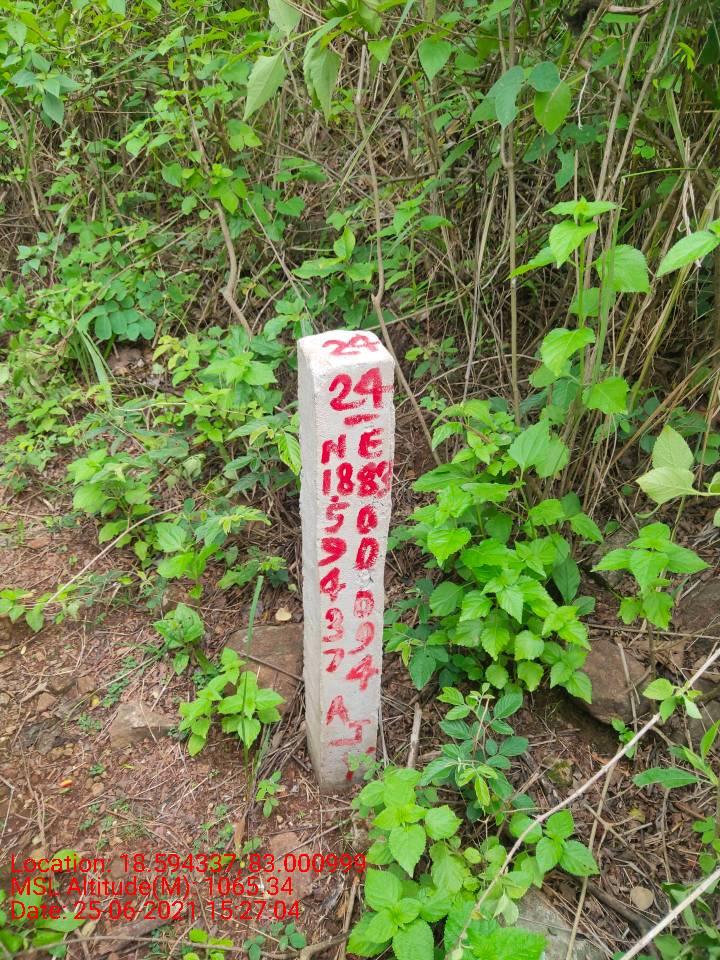 24
24
N E
18 83
.5 0
9 0
4 0
3 9
7 4
A
Location: 18.594337, 83.000999
MSL Altitude(M): 1065.34
Date: 25-06-2021 15:27:04